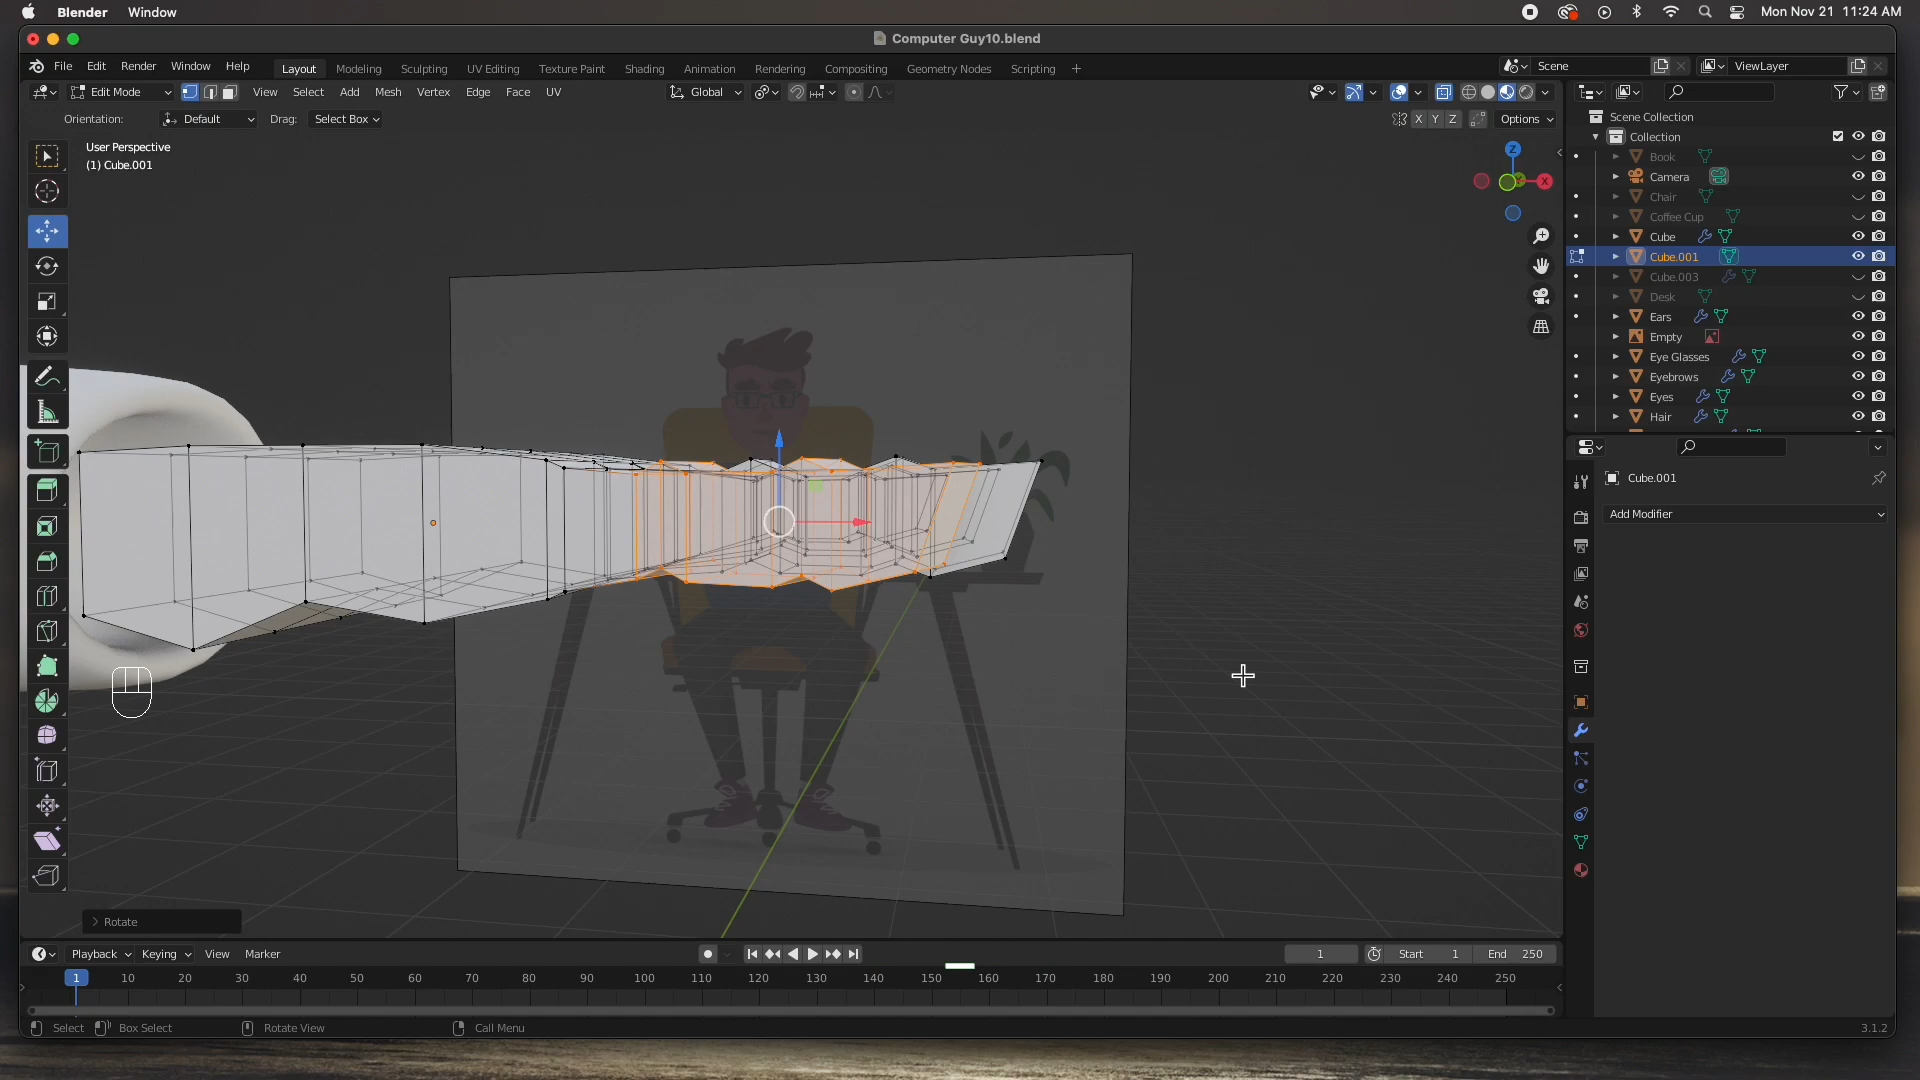 Blender Window
Mon Nov 21 11:24 AM
Computer Guy10.blend
File Edit Render Window Help Layout Modeling Sculpting UV Editing Texture Paint Shading Animation Rendering Compositing Geometry Nodes Scripting + Scene ViewLayer
Edit Mode View Select Add Mesh Vertex Edge Face UV Global
Orientation: Default Drag: Select Box X Y Z Options
User Perspective
(1) Cube.001
Z
X
Scene Collection
Collection
Book
Camera
Chair
Coffee Cup
Cube
Cube.001
Cube.003
Desk
Ears
Empty
Eye Glasses
Eyebrows
Eyes
Hair
Cube.001
Add Modifier
Rotate
Playback Keying View Marker 1 Start 1 End 250
1 10 20 30 40 50 60 70 80 90 100 110 120 130 140 150 160 170 180 190 200 210 220 230 240 250
Select Box Select Rotate View Call Menu 3.1.2